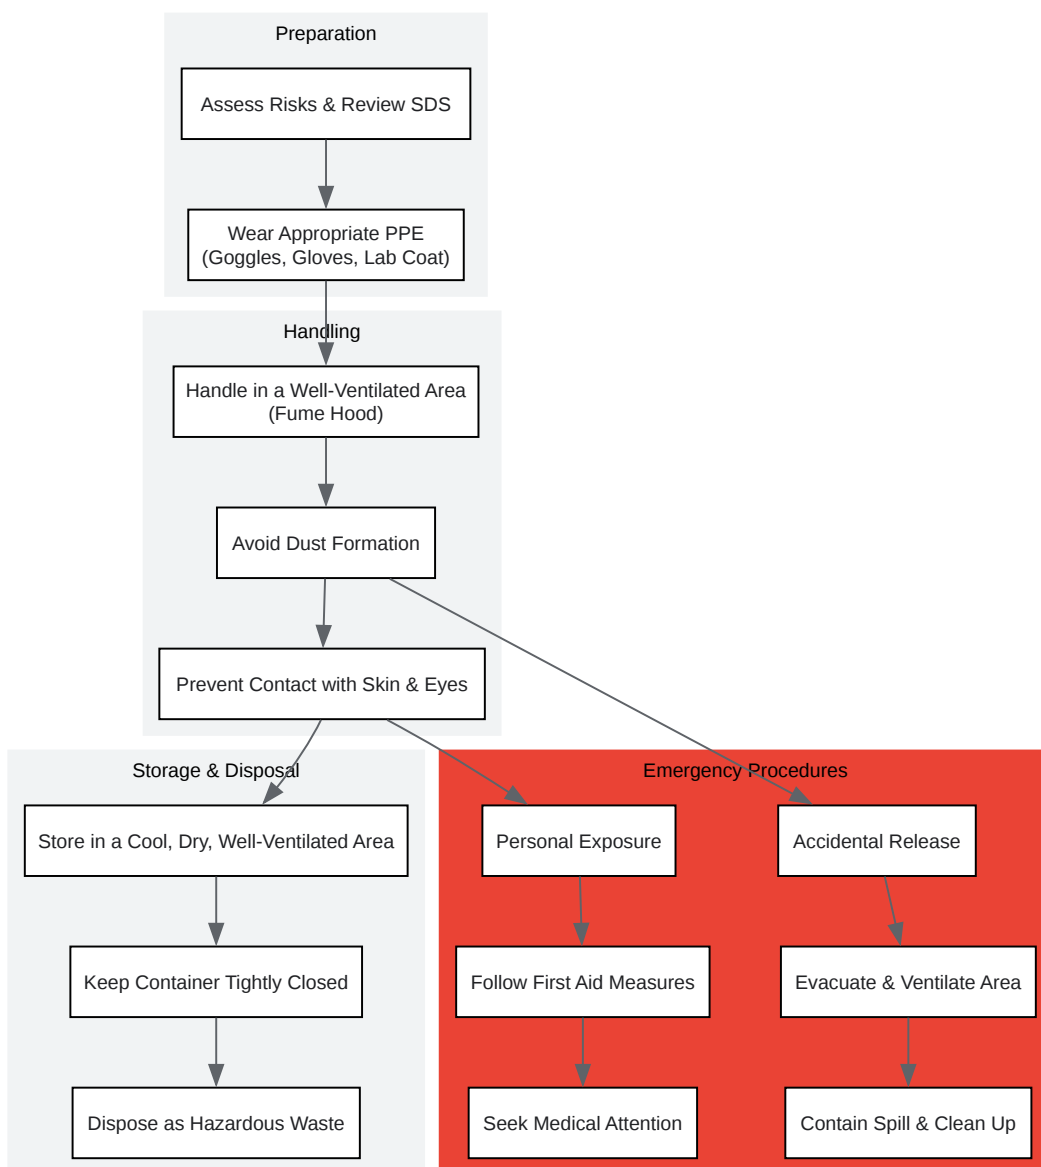 Preparation
Assess Risks & Review SDS
Wear Appropriate PPE
(Goggles, Gloves, Lab Coat)
Handling
Handle in a Well-Ventilated Area
(Fume Hood)
Avoid Dust Formation
Prevent Contact with Skin & Eyes
Storage & Disposal
Store in a Cool, Dry, Well-Ventilated Area
Keep Container Tightly Closed
Dispose as Hazardous Waste
Emergency Procedures
Personal Exposure
Follow First Aid Measures
Seek Medical Attention
Accidental Release
Evacuate & Ventilate Area
Contain Spill & Clean Up